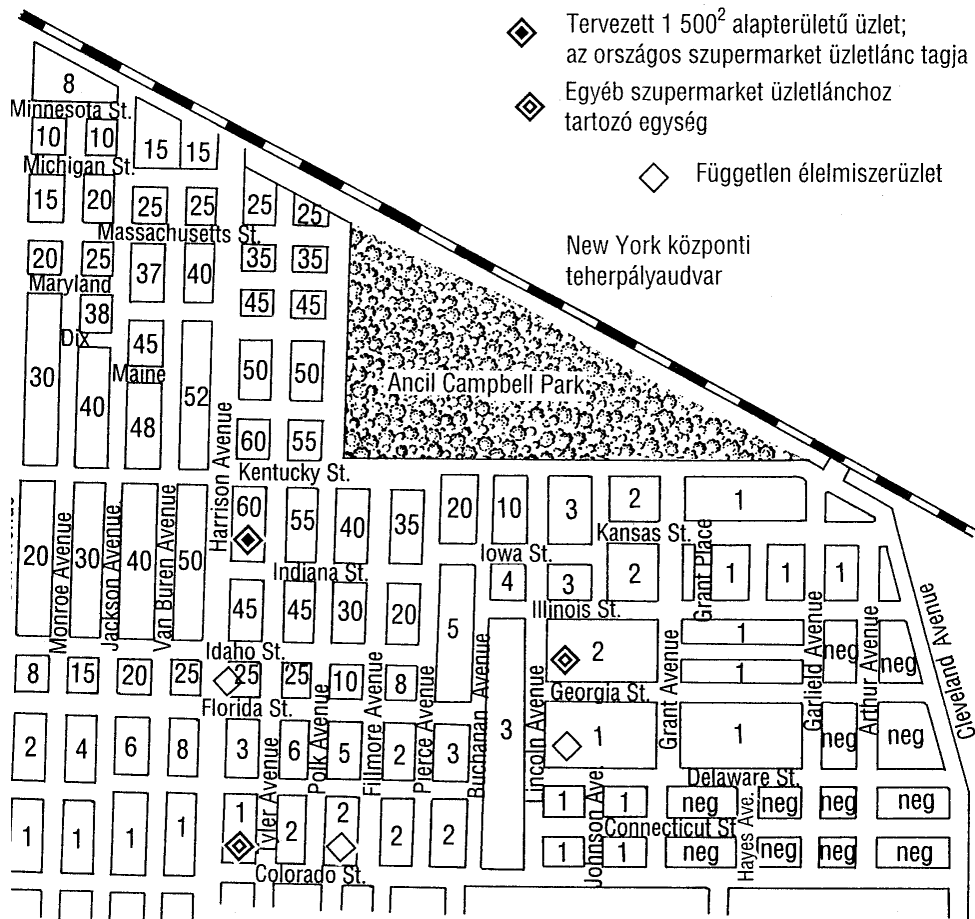 Tervezett 1 500² alapterületű üzlet;
az országos szupermarket üzletlánc tagja
Egyéb szupermarket üzletlánchoz
tartozó egység
Független élelmiszerüzlet
New York központi
teherpályaudvar
8
Minnesota St.
10 10 15 15
Michigan St.
15 20 25 25 25 25
Massachusetts St.
20 25 37 40 35 35
Maryland
38 45 45
Dix
30 45 50 50
Maine
Ancil Campbell Park
40 48 52 60 55
Harrison Avenue
Kentucky St.
60 55 40 35 20 10 3 2 1
Kansas St.
20 30 40 50
Monroe Avenue
Jackson Avenue
Van Buren Avenue
Indiana St.
Iowa St.
4 3 2 1 1 1
Grant Place
45 45 30 20 5
Illinois St.
Idaho St.
2 1 1 neg neg
8 15 20 25 25 25 10 8
Georgia St.
Florida St.
2 4 6 8 3 6 5 2 3 3 1 1 neg neg
Tyler Avenue
Polk Avenue
Fillmore Avenue
Pierce Avenue
Buchanan Avenue
Lincoln Avenue
Grant Avenue
Garfield Avenue
Arthur Avenue
Cleveland Avenue
Delaware St.
1 1 neg neg neg neg
Johnson Ave.
Connecticut St
Hayes Ave.
1 1 1 1 1 2 2 2 2 1 1 neg neg neg neg
Colorado St.